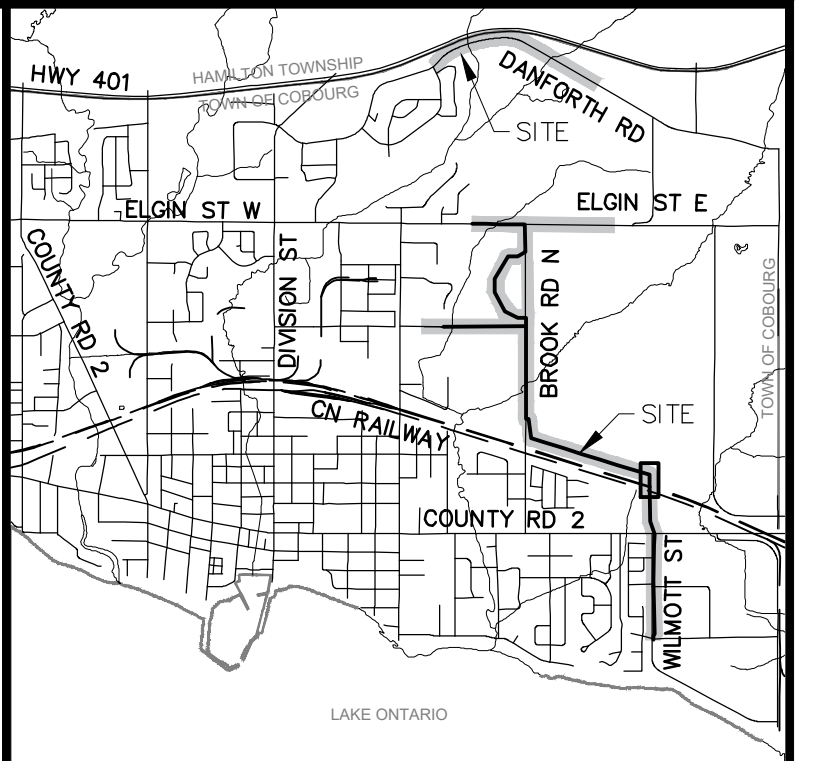 HWY 401
HAMILTON TOWNSHIP
TOWN OF COBOURG
DANFORTH RD
SITE
ELGIN ST W
ELGIN ST E
COUNTY RD 2
DIVISION ST
BROOK RD N
TOWN OF COBOURG
CN RAILWAY
SITE
COUNTY RD 2
WILMOTT ST
LAKE ONTARIO